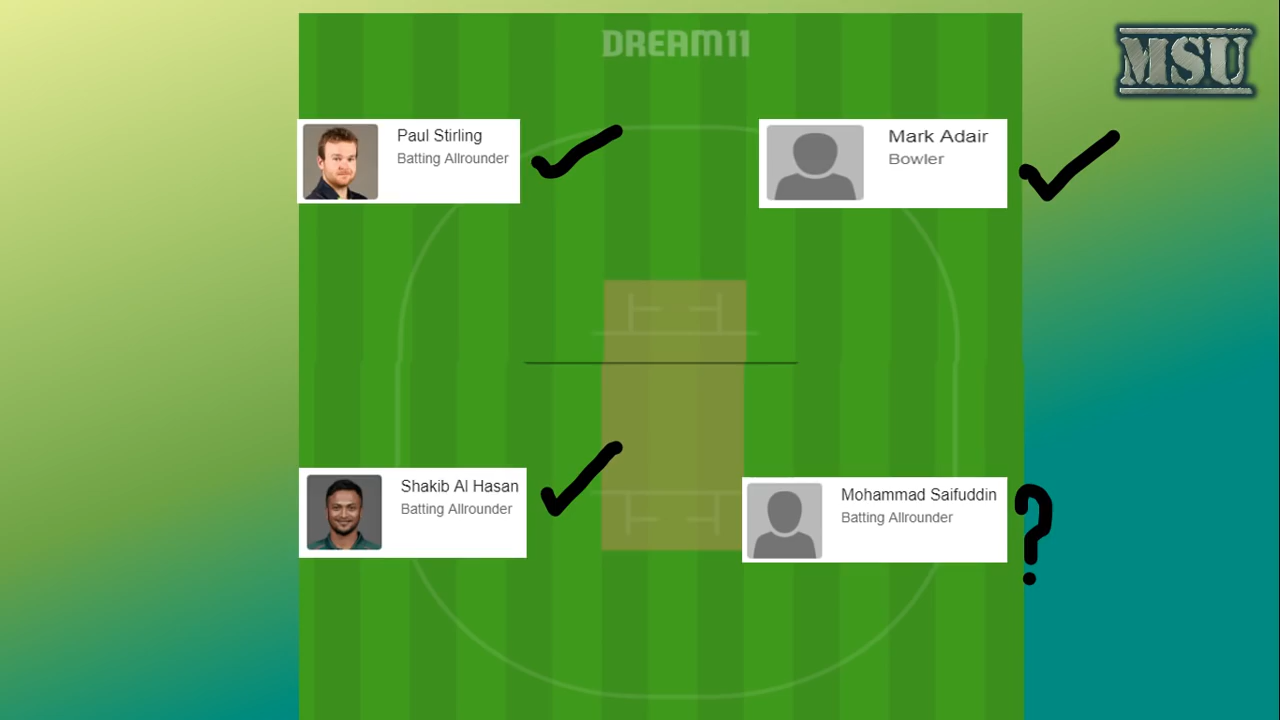 DREAM11
MSU
Paul Stirling
Batting Allrounder
Mark Adair
Bowler
Shakib Al Hasan
Batting Allrounder
Mohammad Saifuddin
Batting Allrounder
?